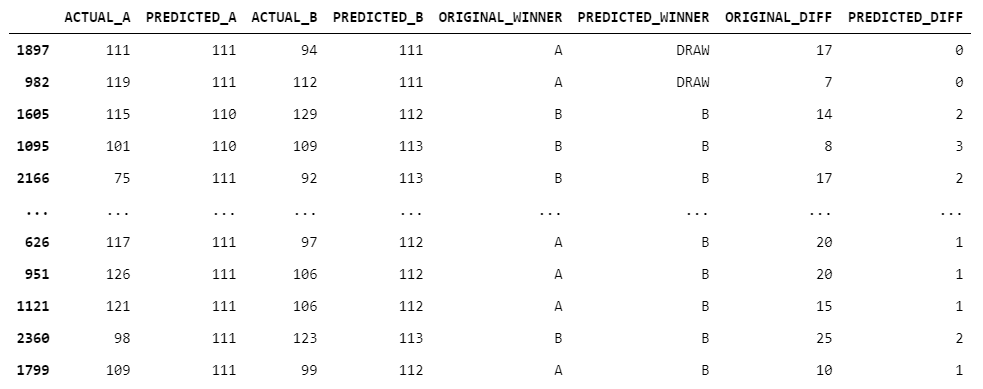 ACTUAL_A PREDICTED_A ACTUAL_B PREDICTED_B ORIGINAL_WINNER PREDICTED_WINNER ORIGINAL_DIFF PREDICTED_DIFF
1897 111 111 94 111 A DRAW 17 0
982 119 111 112 111 A DRAW 7 0
1605 115 110 129 112 B B 14 2
1095 101 110 109 113 B B 8 3
2166 75 111 92 113 B B 17 2
... ... ... ... ... ... ... ... ...
626 117 111 97 112 A B 20 1
951 126 111 106 112 A B 20 1
1121 121 111 106 112 A B 15 1
2360 98 111 123 113 B B 25 2
1799 109 111 99 112 A B 10 1